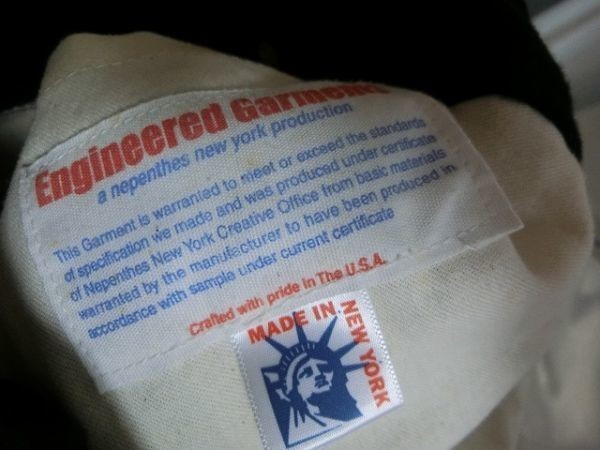 Engineered Garments
a nepenthes new york production
This Garment is warranted to meet or exceed the standards
of specification we made and was produced under certificate
of Nepenthes New York Creative Office from basic materials
warranted by the manufacturer to have been produced in
accordance with sample under current certificate
Crafted with pride in The U.S.A.
MADE IN NEW YORK